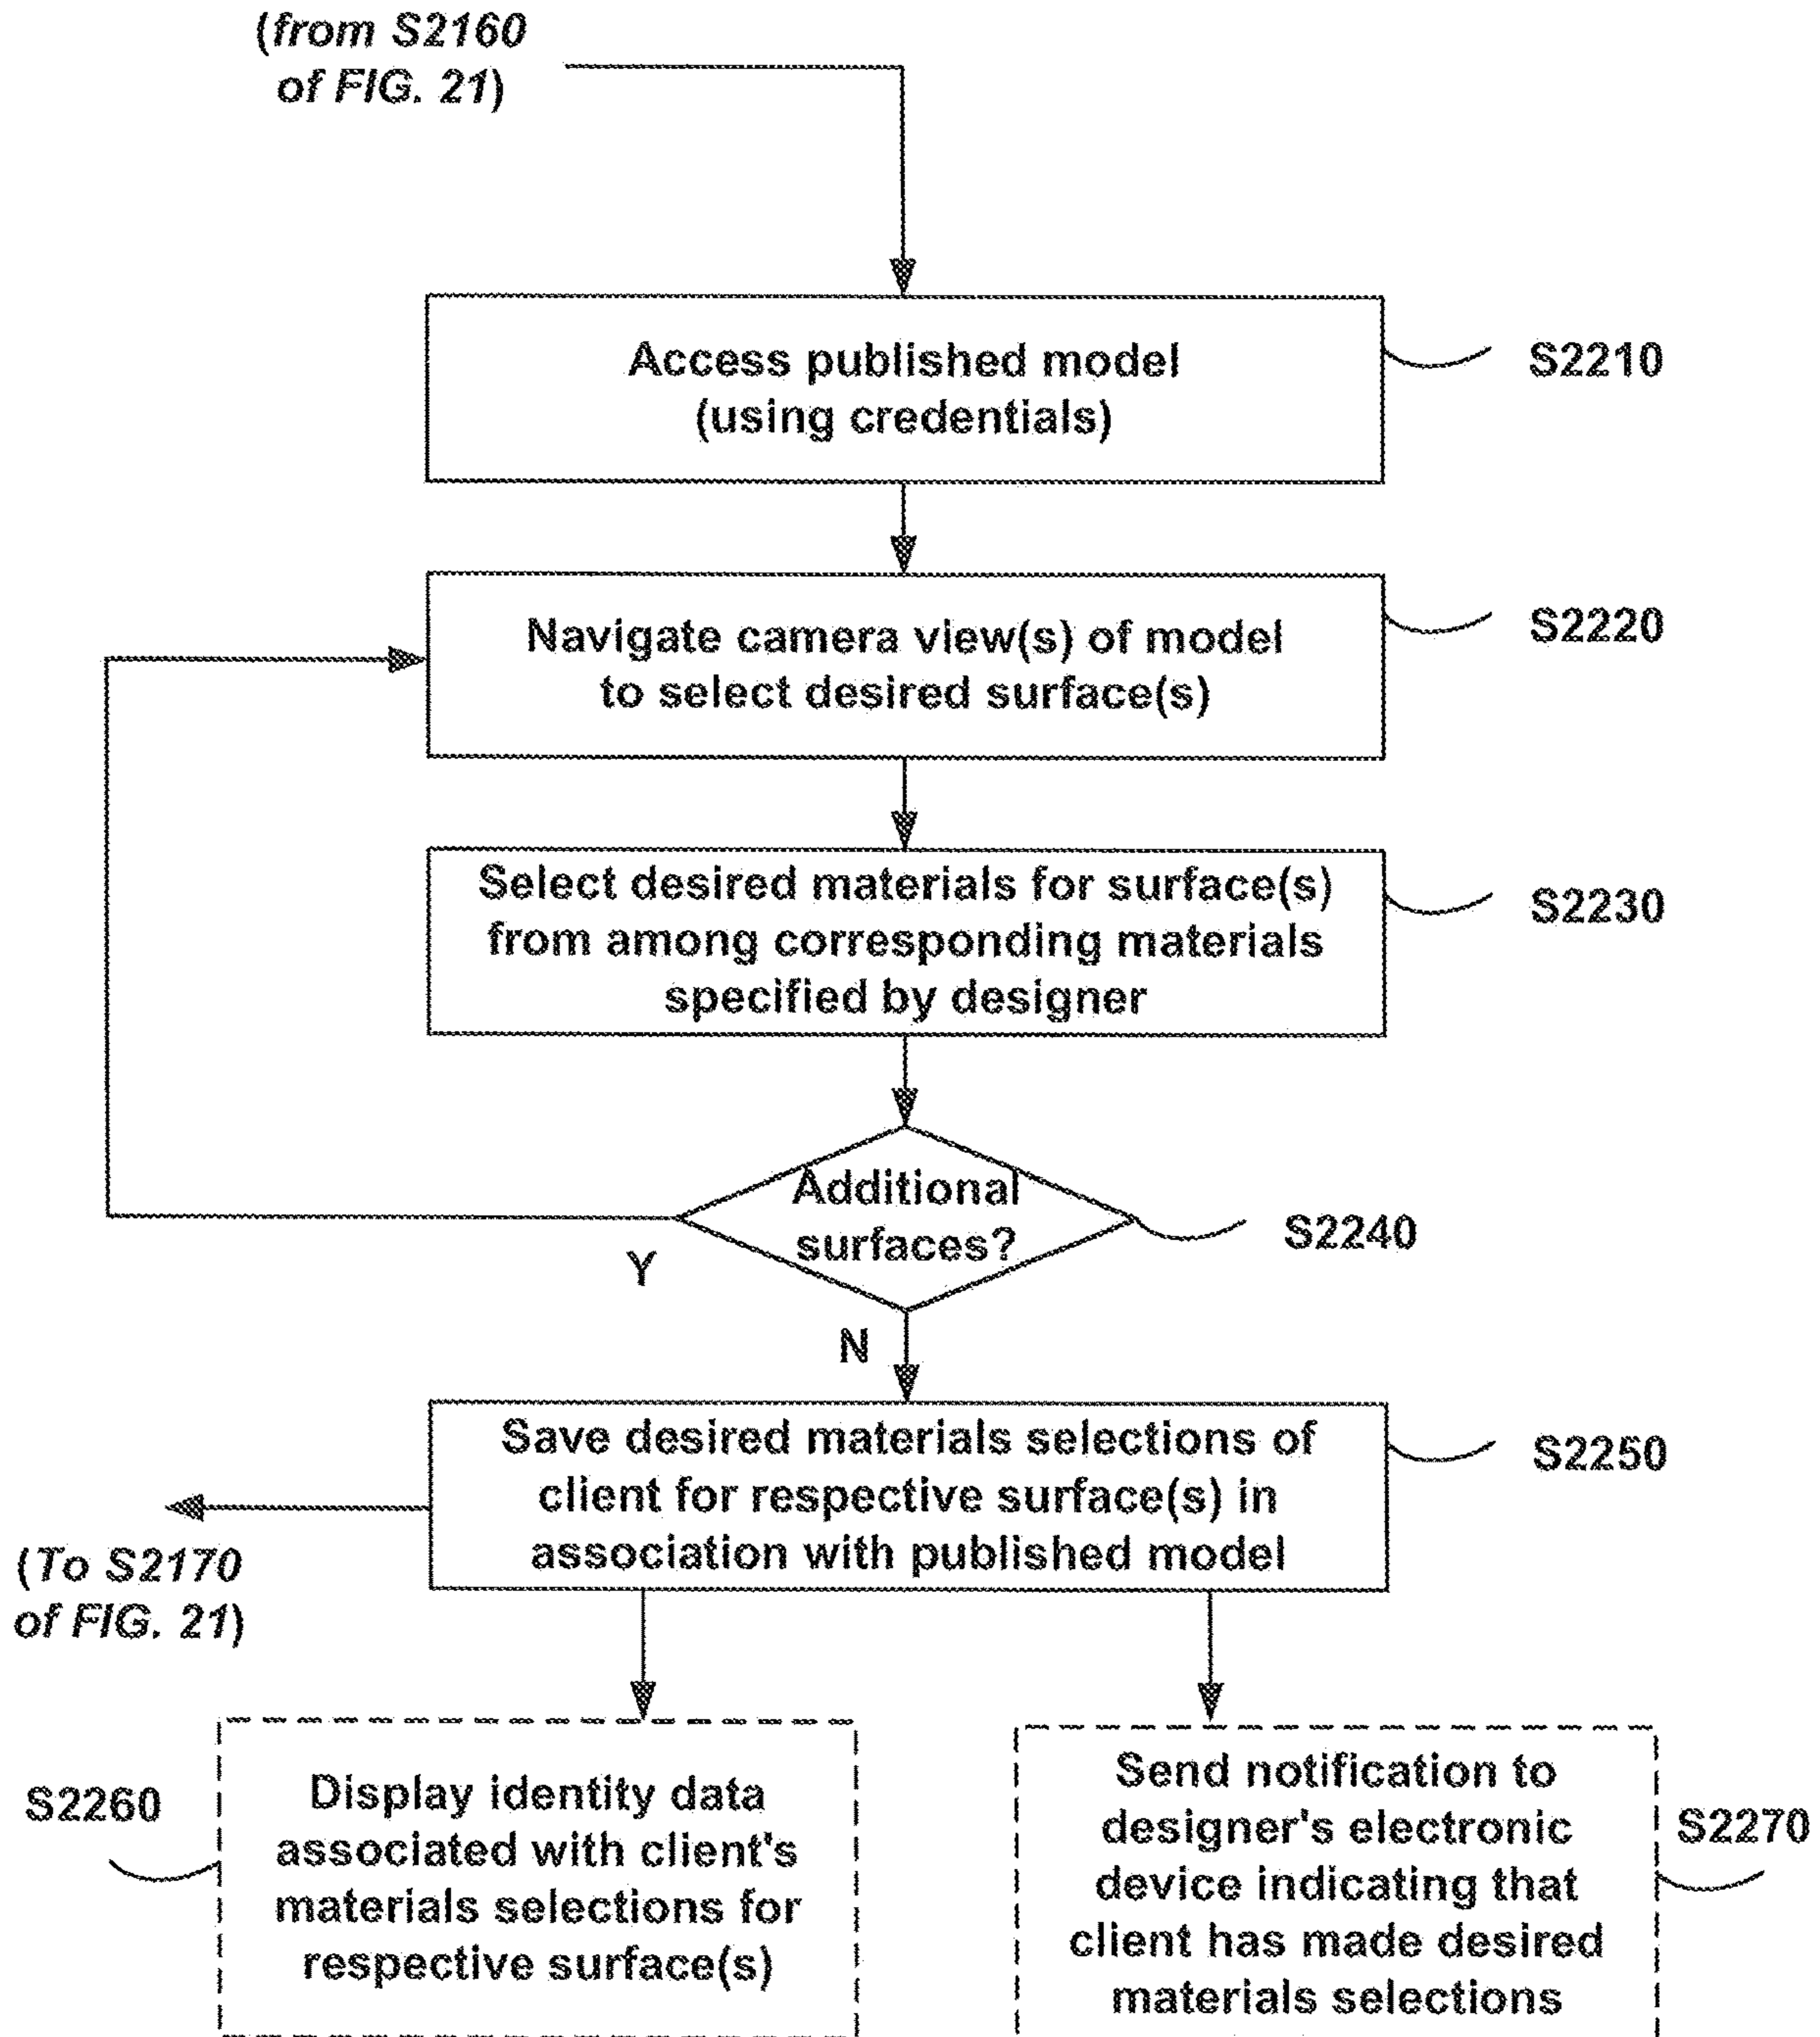 (from S2160
of FIG. 21)
Access published model
(using credentials)
S2210
Navigate camera view(s) of model
to select desired surface(s)
S2220
Select desired materials for surface(s)
from among corresponding materials
specified by designer
S2230
Additional
surfaces?
S2240
Y
N
Save desired materials selections of
client for respective surface(s) in
association with published model
S2250
(To S2170
of FIG. 21)
S2260
Display identity data
associated with client's
materials selections for
respective surface(s)
Send notification to
designer's electronic
device indicating that
client has made desired
materials selections
S2270